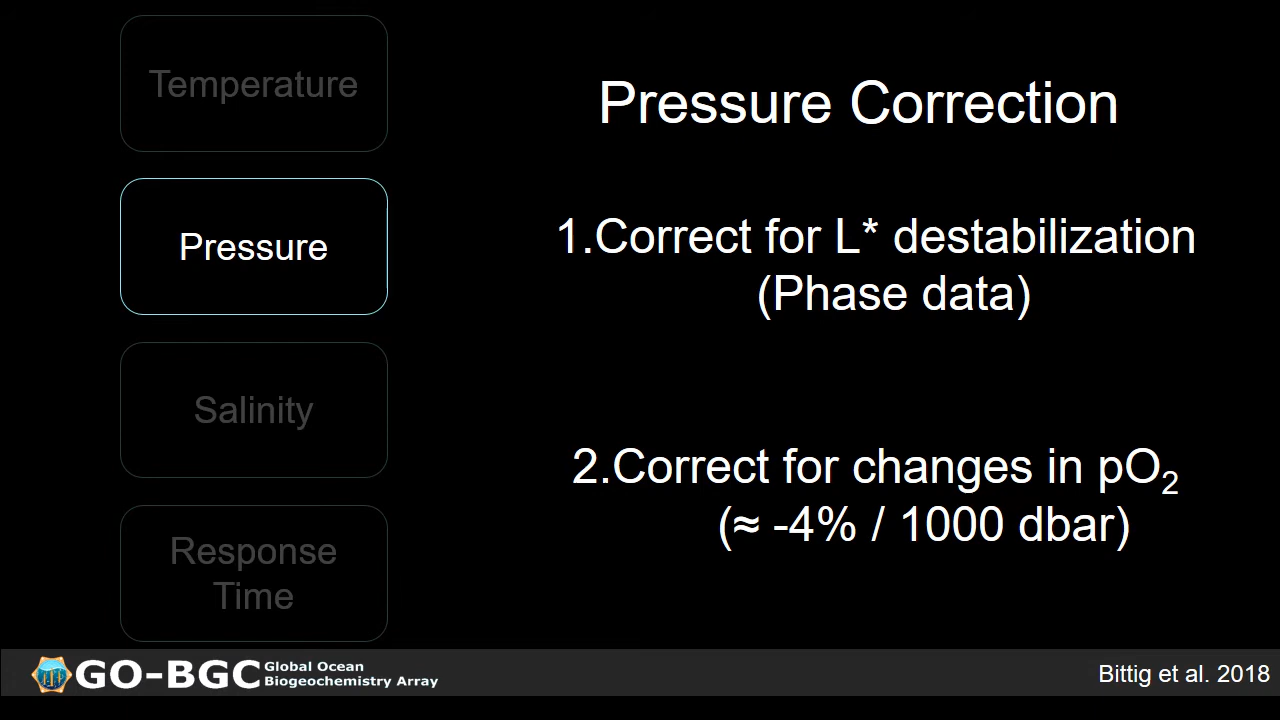 Temperature
Pressure
Salinity
Response
Time
Pressure Correction
1.Correct for L* destabilization
(Phase data)
2.Correct for changes in pO₂
(≈ -4% / 1000 dbar)
GO-BGC Global Ocean
Biogeochemistry Array
Bittig et al. 2018